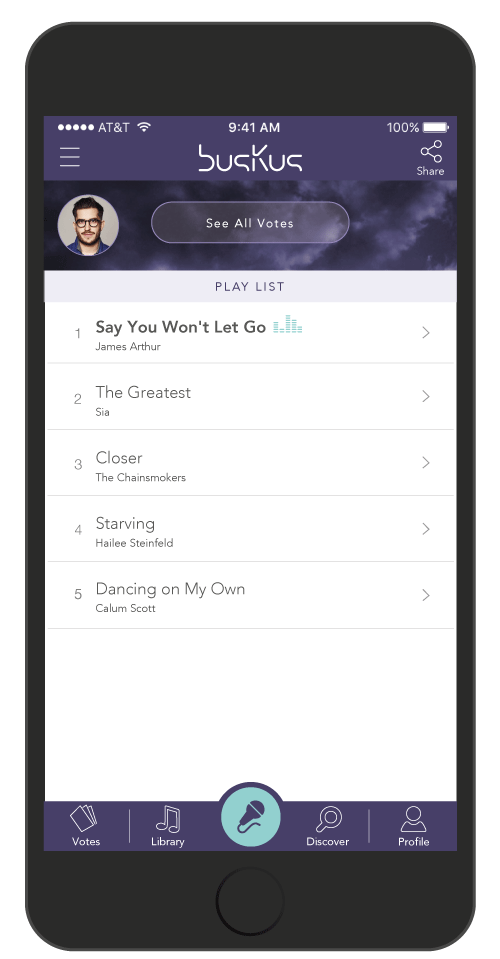 AT&T 9:41 AM 100%
buskus
Share
See All Votes
PLAY LIST
1 Say You Won't Let Go
James Arthur
2 The Greatest
Sia
3 Closer
The Chainsmokers
4 Starving
Hailee Steinfeld
5 Dancing on My Own
Calum Scott
Votes Library Discover Profile